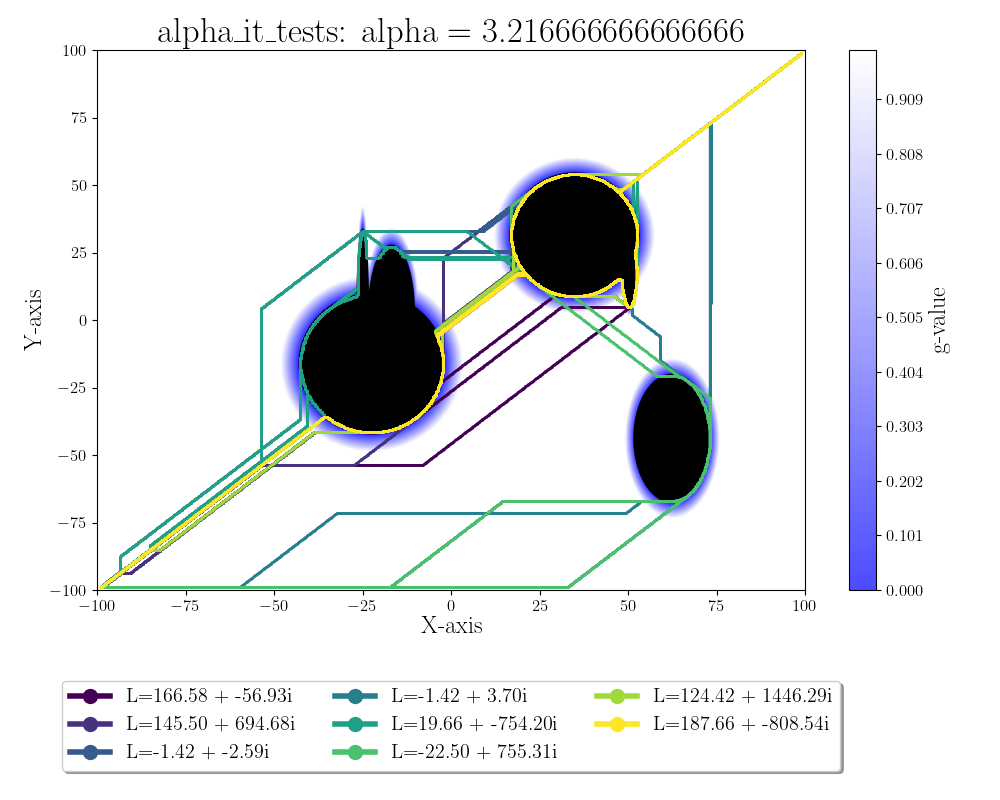 alpha_it_tests: alpha = 3.216666666666666
100
75
50
25
0
−25
−50
−75
−100
Y-axis
−100 −75 −50 −25 0 25 50 75 100
X-axis
0.909
0.808
0.707
0.606
0.505
0.404
0.303
0.202
0.101
0.000
g-value
L=166.58 + -56.93i
L=145.50 + 694.68i
L=-1.42 + -2.59i
L=-1.42 + 3.70i
L=19.66 + -754.20i
L=-22.50 + 755.31i
L=124.42 + 1446.29i
L=187.66 + -808.54i